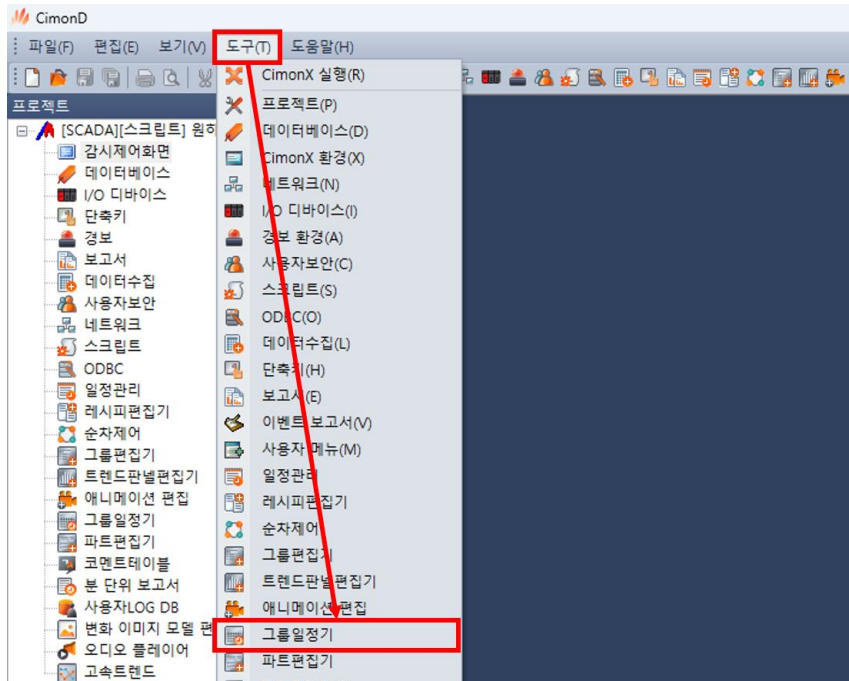 CimonD
파일(F) 편집(E) 보기(V) 도구(T) 도움말(H)
프로젝트
[SCADA][스크립트] 원하
감시제어화면
데이터베이스
I/O 디바이스
단축키
경보
보고서
데이터수집
사용자보안
네트워크
스크립트
ODBC
일정관리
레시피편집기
순차제어
그룹편집기
트렌드판넬편집기
애니메이션 편집
그룹일정기
파트편집기
코멘트테이블
분 단위 보고서
사용자LOG DB
변화 이미지 모델 편
오디오 플레이어
고속트렌드
CimonX 실행(R)
프로젝트(P)
데이터베이스(D)
CimonX 환경(X)
네트워크(N)
I/O 디바이스(I)
경보 환경(A)
사용자보안(C)
스크립트(S)
ODBC(O)
데이터수집(L)
단축키(H)
보고서(E)
이벤트 보고서(V)
사용자 메뉴(M)
일정관리
레시피편집기
순차제어
그룹편집기
트렌드판넬편집기
애니메이션 편집
그룹일정기
파트편집기